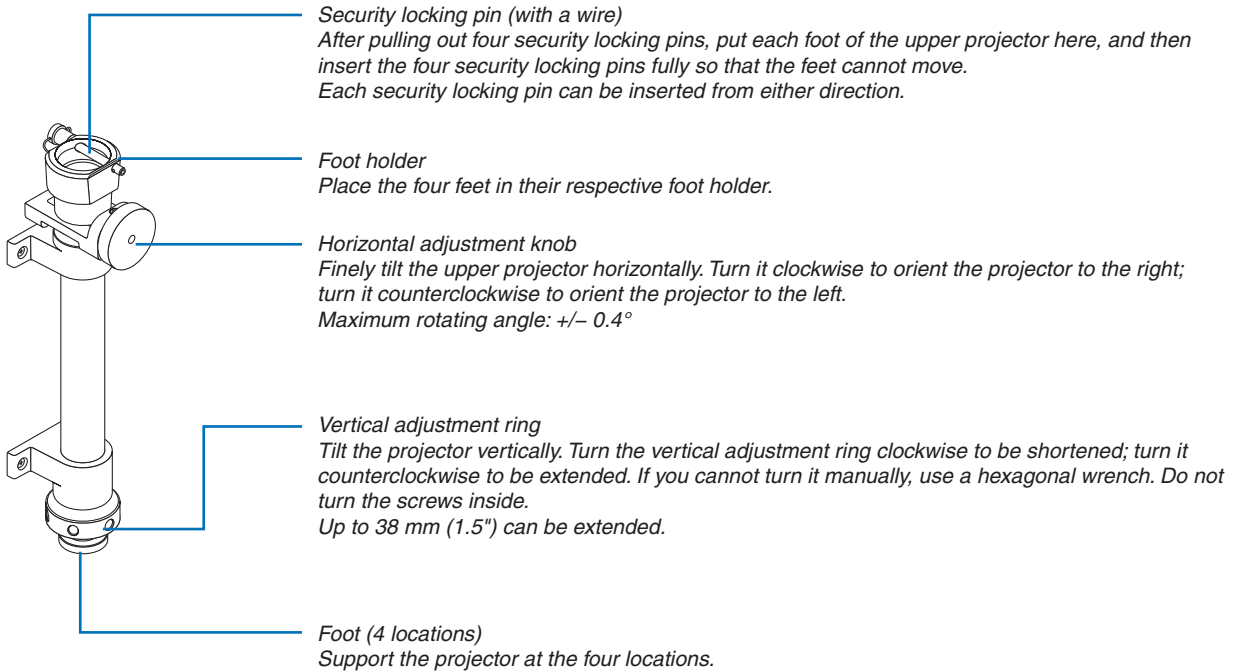 Security locking pin (with a wire)
After pulling out four security locking pins, put each foot of the upper projector here, and then
insert the four security locking pins fully so that the feet cannot move.
Each security locking pin can be inserted from either direction.
Foot holder
Place the four feet in their respective foot holder.
Horizontal adjustment knob
Finely tilt the upper projector horizontally. Turn it clockwise to orient the projector to the right;
turn it counterclockwise to orient the projector to the left.
Maximum rotating angle: +/− 0.4°
Vertical adjustment ring
Tilt the projector vertically. Turn the vertical adjustment ring clockwise to be shortened; turn it
counterclockwise to be extended. If you cannot turn it manually, use a hexagonal wrench. Do not
turn the screws inside.
Up to 38 mm (1.5") can be extended.
Foot (4 locations)
Support the projector at the four locations.